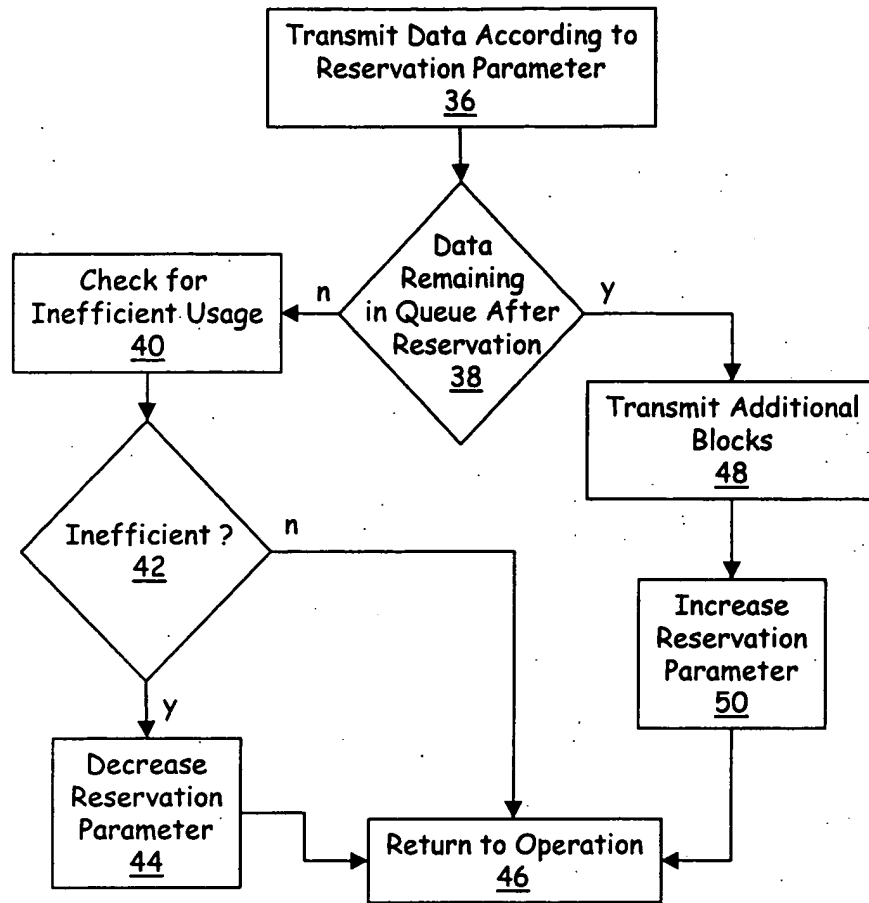 Transmit Data According to
Reservation Parameter
36
Data
Remaining
in Queue After
Reservation
38
n
y
Check for
Inefficient Usage
40
Transmit Additional
Blocks
48
Inefficient ?
42
n
y
Increase
Reservation
Parameter
50
Decrease
Reservation
Parameter
44
Return to Operation
46